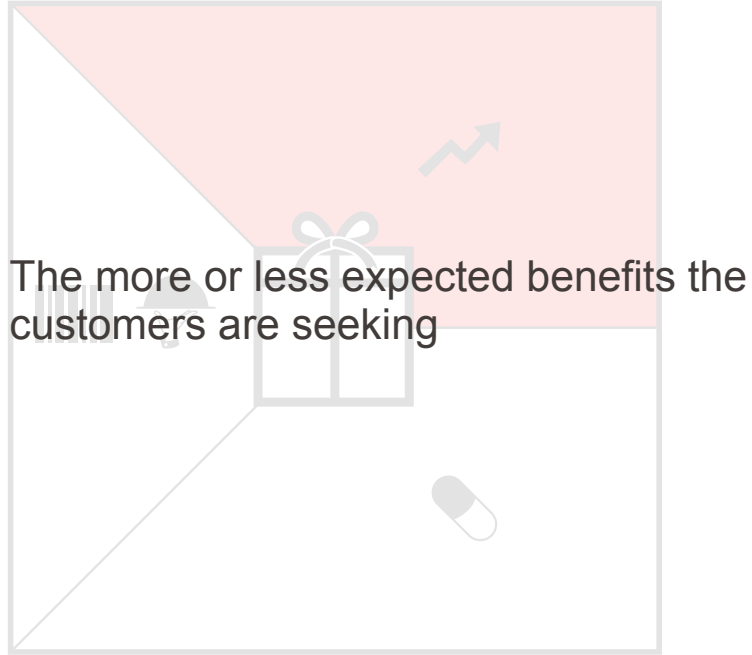 The more or less expected benefits the
customers are seeking